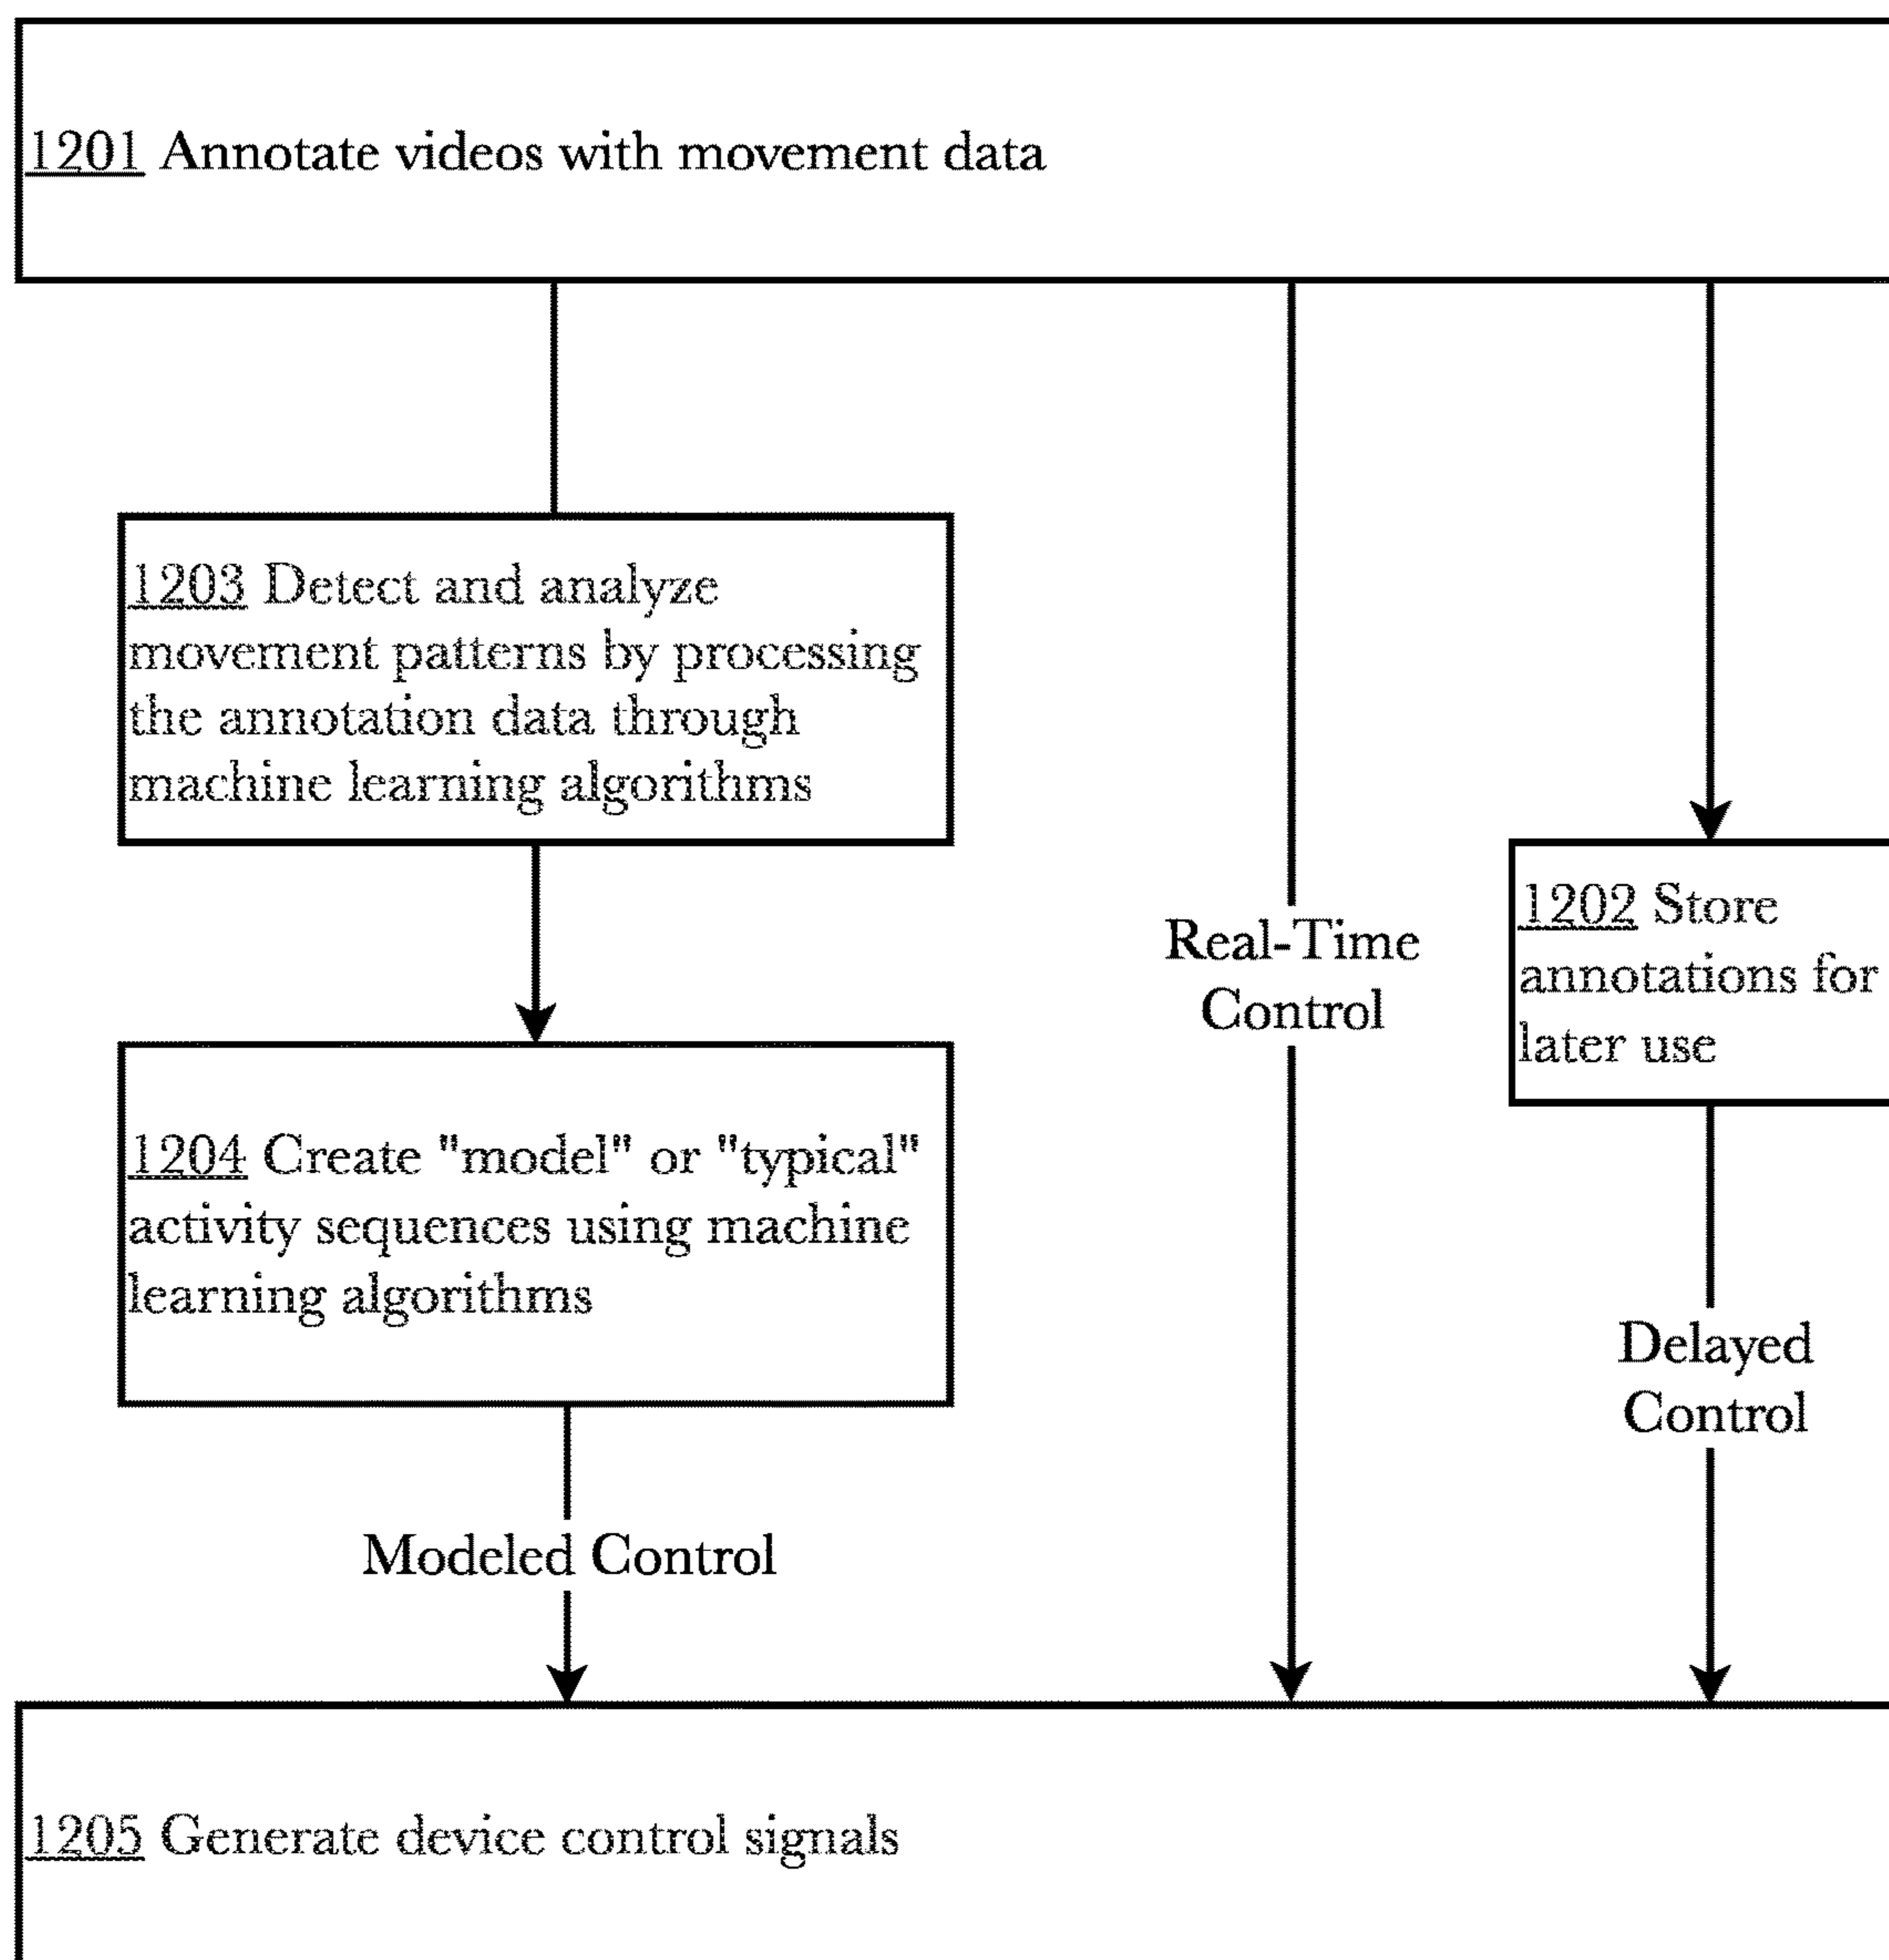 1201 Annotate videos with movement data
1203 Detect and analyze
movement patterns by processing
the annotation data through
machine learning algorithms
Real-Time
Control
1202 Store
annotations for
later use
1204 Create "model" or "typical"
activity sequences using machine
learning algorithms
Delayed
Control
Modeled Control
1205 Generate device control signals